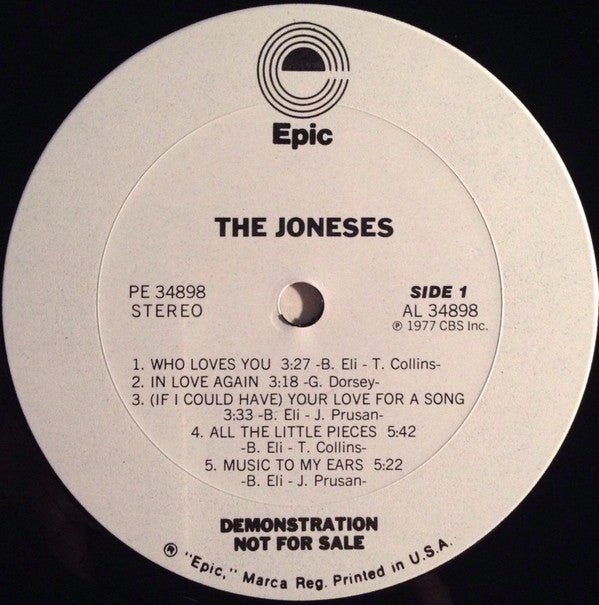 Epic
THE JONESES
PE 34898
STEREO
SIDE 1
AL 34898
℗ 1977 CBS Inc.
1. WHO LOVES YOU 3:27 -B. Eli - T. Collins-
2. IN LOVE AGAIN 3:18 -G. Dorsey-
3. (IF I COULD HAVE) YOUR LOVE FOR A SONG
3:33 -B. Eli - J. Prusan-
4. ALL THE LITTLE PIECES 5:42
-B. Eli - T. Collins-
5. MUSIC TO MY EARS 5:22
-B. Eli - J. Prusan-
DEMONSTRATION
NOT FOR SALE
® "Epic," Marca Reg. Printed in U.S.A.